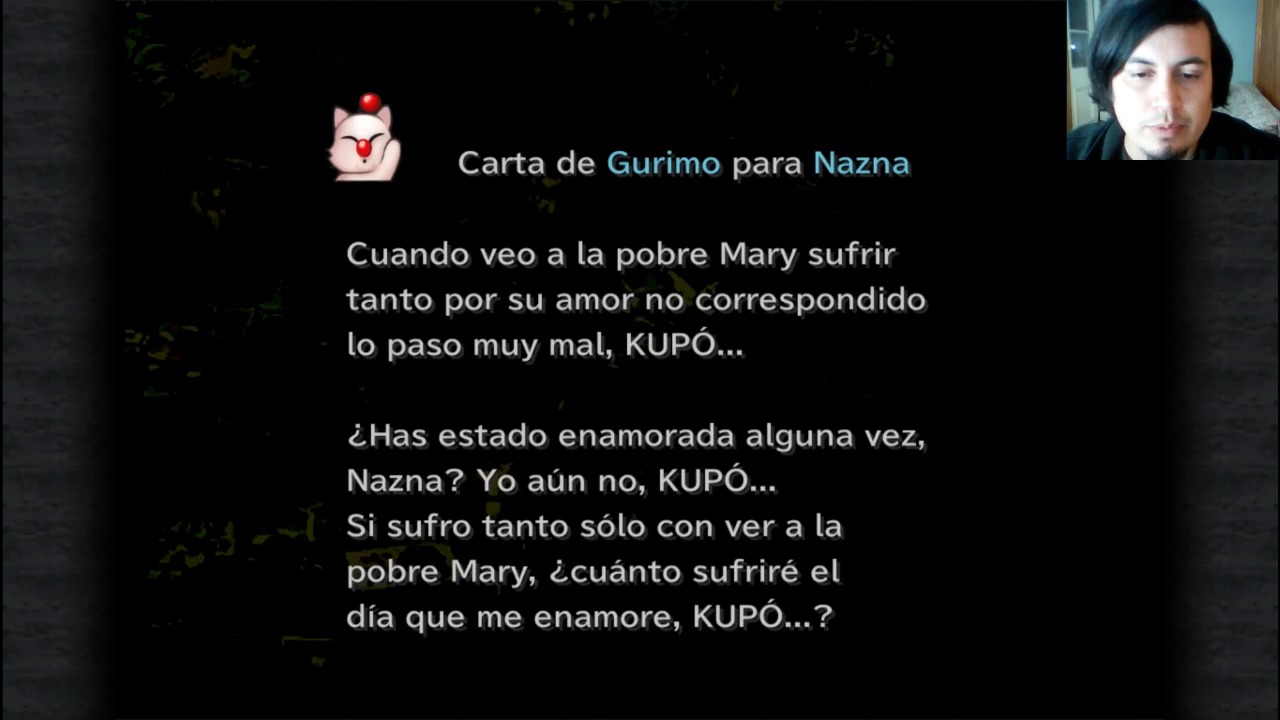 Carta de Gurimo para Nazna
Cuando veo a la pobre Mary sufrir
tanto por su amor no correspondido
lo paso muy mal, KUPÓ...
¿Has estado enamorada alguna vez,
Nazna? Yo aún no, KUPÓ...
Si sufro tanto sólo con ver a la
pobre Mary, ¿cuánto sufriré el
día que me enamore, KUPÓ...?